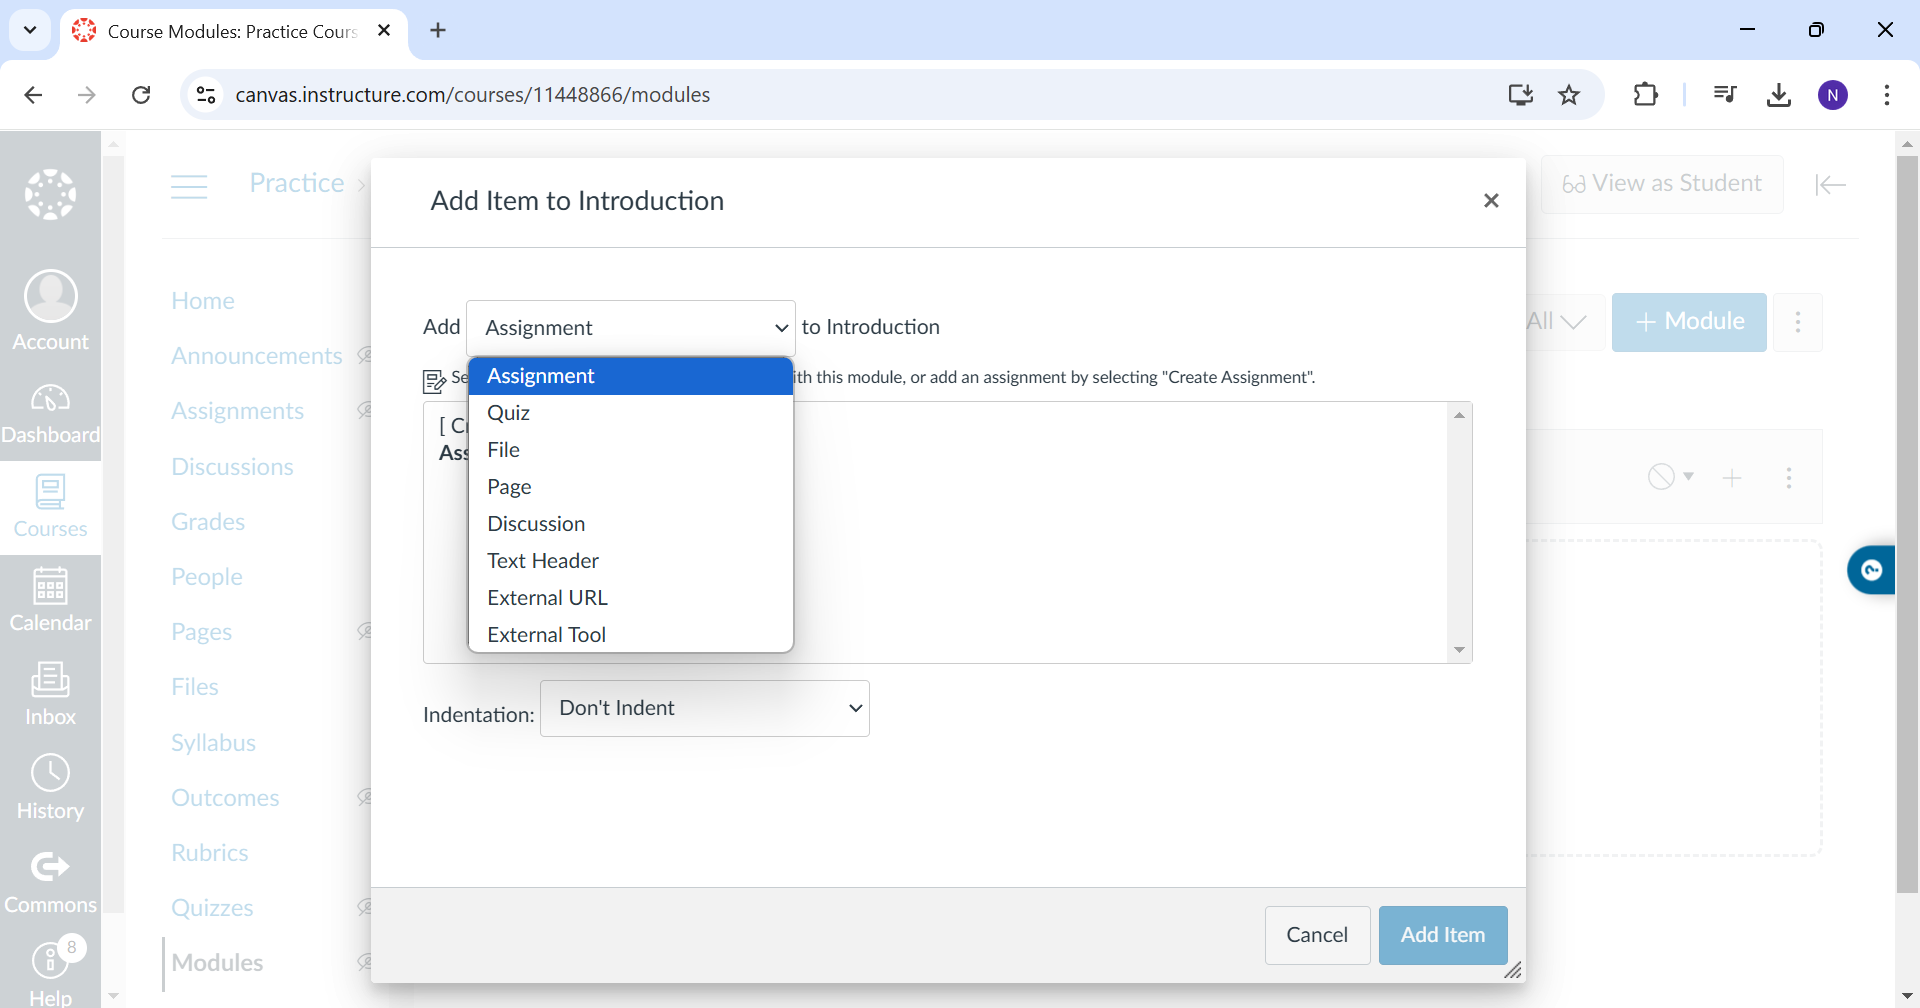 Course Modules: Practice Cours
canvas.instructure.com/courses/11448866/modules
N
Account
Dashboard
Courses
Calendar
Inbox
History
Commons
8
Help
Practice
View as Student
Home
Announcements
Assignments
Discussions
Grades
People
Pages
Files
Syllabus
Outcomes
Rubrics
Quizzes
Modules
All
+ Module
Add Item to Introduction
Add Assignment to Introduction
Se
ith this module, or add an assignment by selecting "Create Assignment".
[ Cr
Ass
Assignment
Quiz
File
Page
Discussion
Text Header
External URL
External Tool
Indentation: Don't Indent
Cancel
Add Item